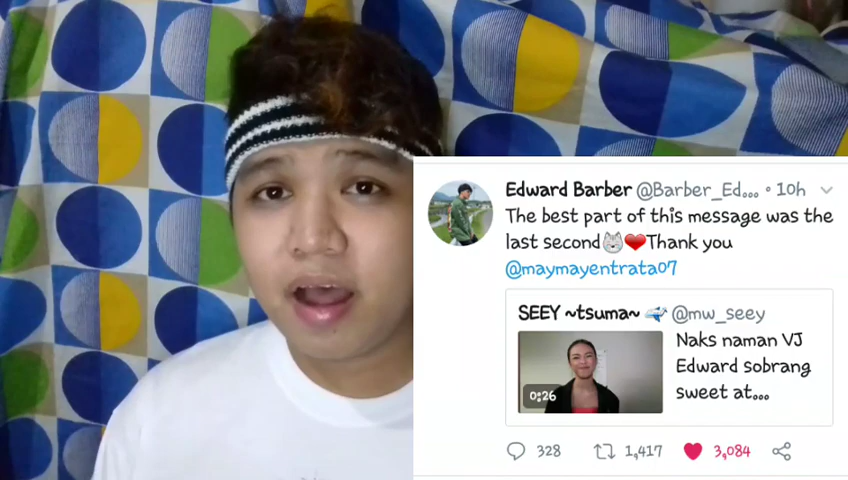 Edward Barber @Barber_Ed... • 10h
The best part of this message was the
last second🐱❤️Thank you
@maymayentrata07
SEEY ~tsuma~ @mw_seey
Naks naman VJ
Edward sobrang
sweet at...
0:26
328 1,417 3,084